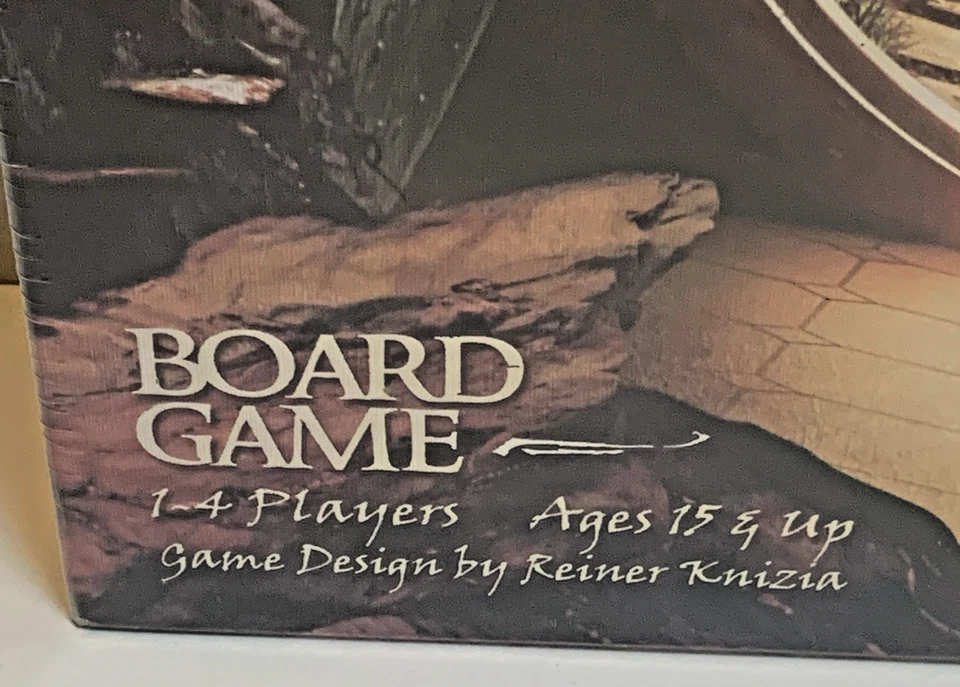 BOARD
GAME
1-4 Players Ages 15 & Up
Game Design by Reiner Knizia